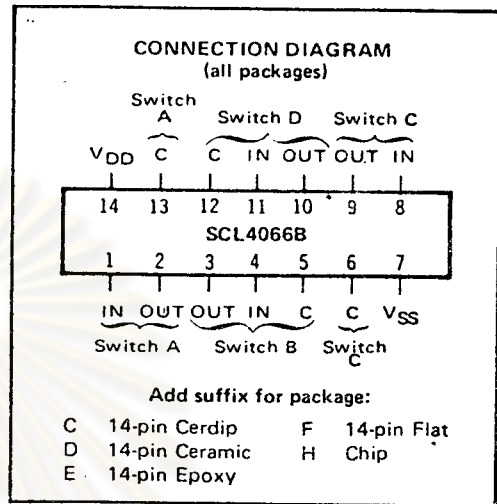 CONNECTION DIAGRAM
(all packages)
Switch A Switch D Switch C
VDD C C IN OUT OUT IN
14 13 12 11 10 9 8
SCL4066B
1 2 3 4 5 6 7
IN OUT OUT IN C C VSS
Switch A Switch B Switch C
Add suffix for package:
C 14-pin Cerdip F 14-pin Flat
D 14-pin Ceramic H Chip
E 14-pin Epoxy